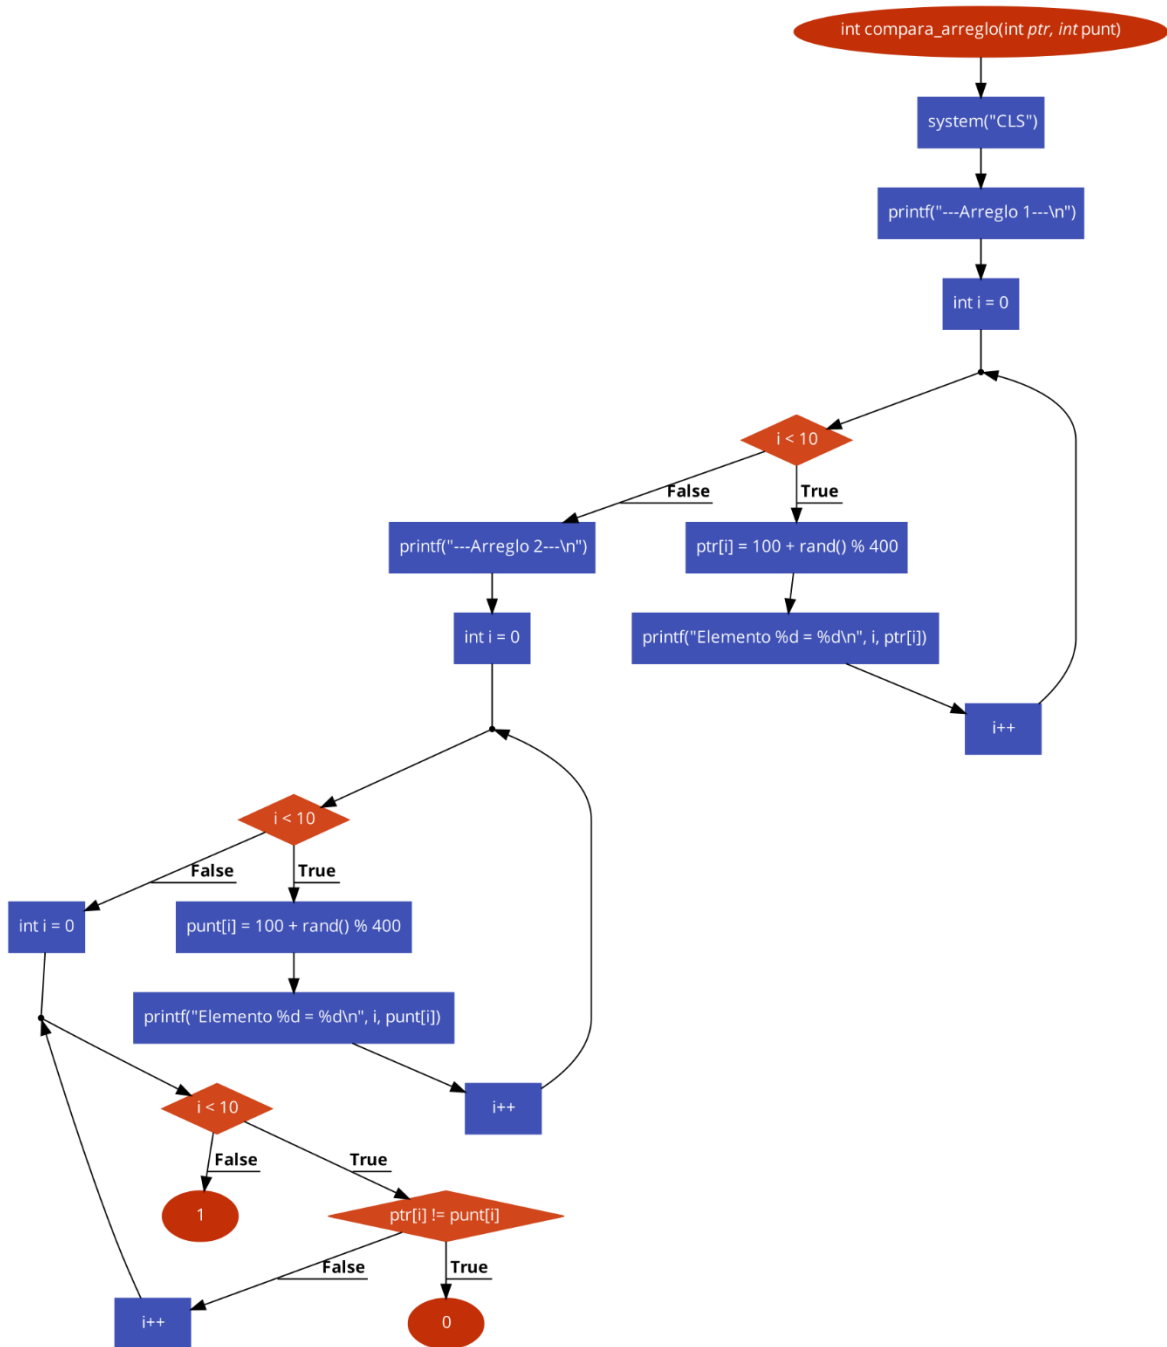 int compara_arreglo(int ptr, int punt)
system("CLS")
printf("---Arreglo 1---\n")
int i = 0
i < 10
False
True
printf("---Arreglo 2---\n")
ptr[i] = 100 + rand() % 400
int i = 0
printf("Elemento %d = %d\n", i, ptr[i])
i++
i < 10
False
True
int i = 0
punt[i] = 100 + rand() % 400
printf("Elemento %d = %d\n", i, punt[i])
i < 10
i++
False
True
1
ptr[i] != punt[i]
False
True
i++
0